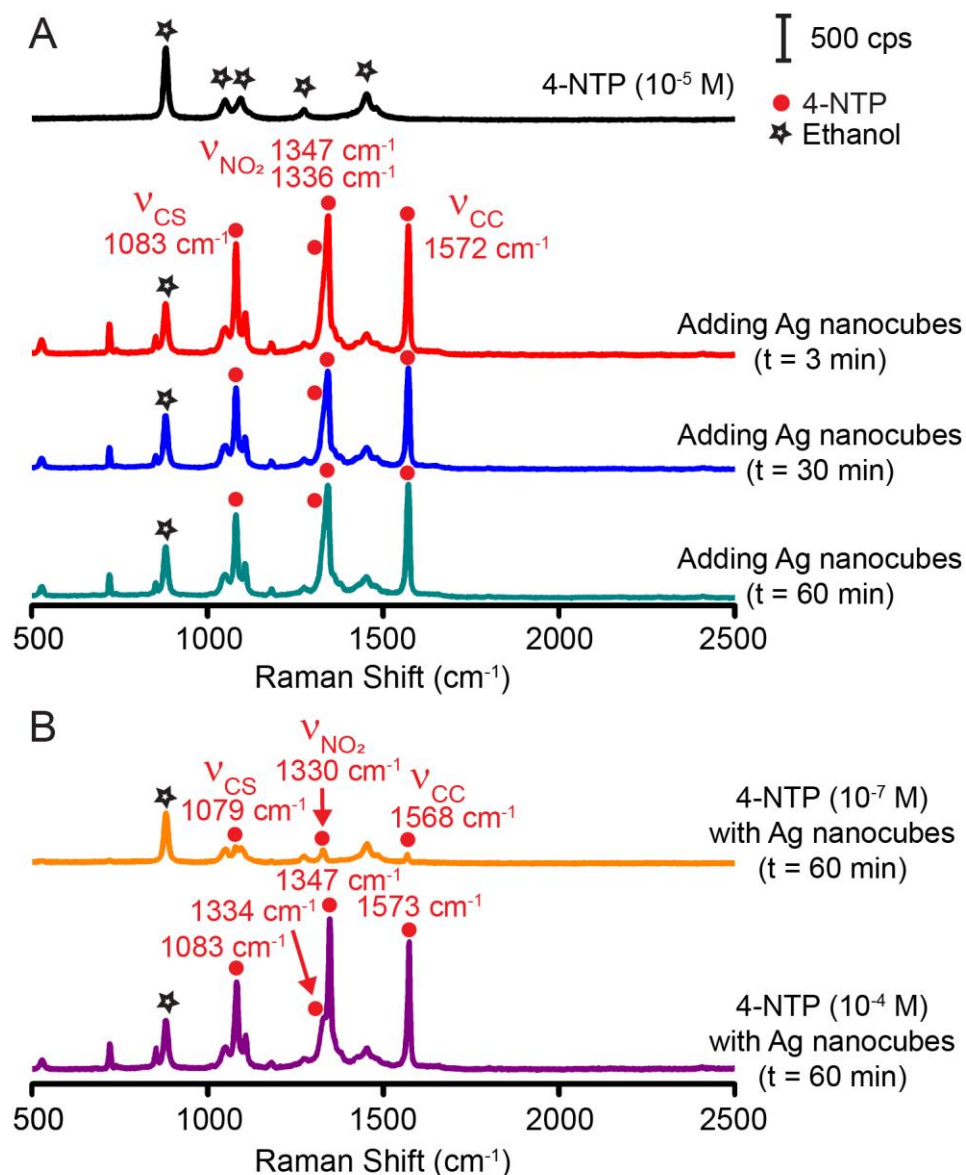 A
500 cps
4-NTP (10⁻⁵ M)
4-NTP
Ethanol
νNO₂ 1347 cm⁻¹
1336 cm⁻¹
νCS
1083 cm⁻¹
νCC
1572 cm⁻¹
Adding Ag nanocubes
(t = 3 min)
Adding Ag nanocubes
(t = 30 min)
Adding Ag nanocubes
(t = 60 min)
500 1000 1500 2000 2500
Raman Shift (cm⁻¹)
B
νNO₂
1330 cm⁻¹
νCS
1079 cm⁻¹
νCC
1568 cm⁻¹
4-NTP (10⁻⁷ M)
with Ag nanocubes
(t = 60 min)
1347 cm⁻¹
1334 cm⁻¹
1573 cm⁻¹
1083 cm⁻¹
4-NTP (10⁻⁴ M)
with Ag nanocubes
(t = 60 min)
500 1000 1500 2000 2500
Raman Shift (cm⁻¹)